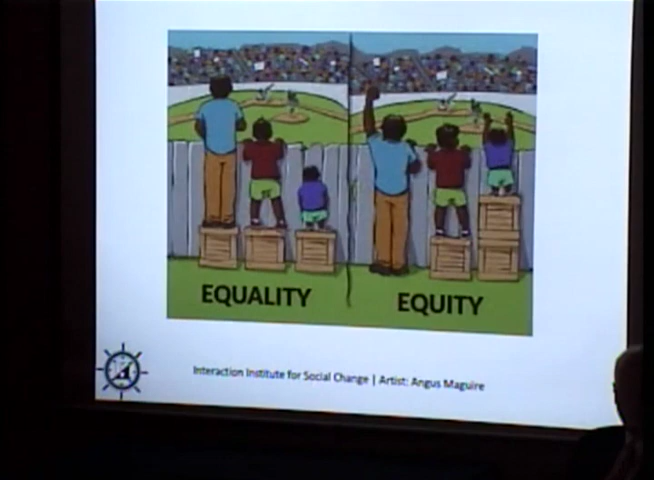 EQUALITY
EQUITY
Interaction Institute for Social Change | Artist: Angus Maguire